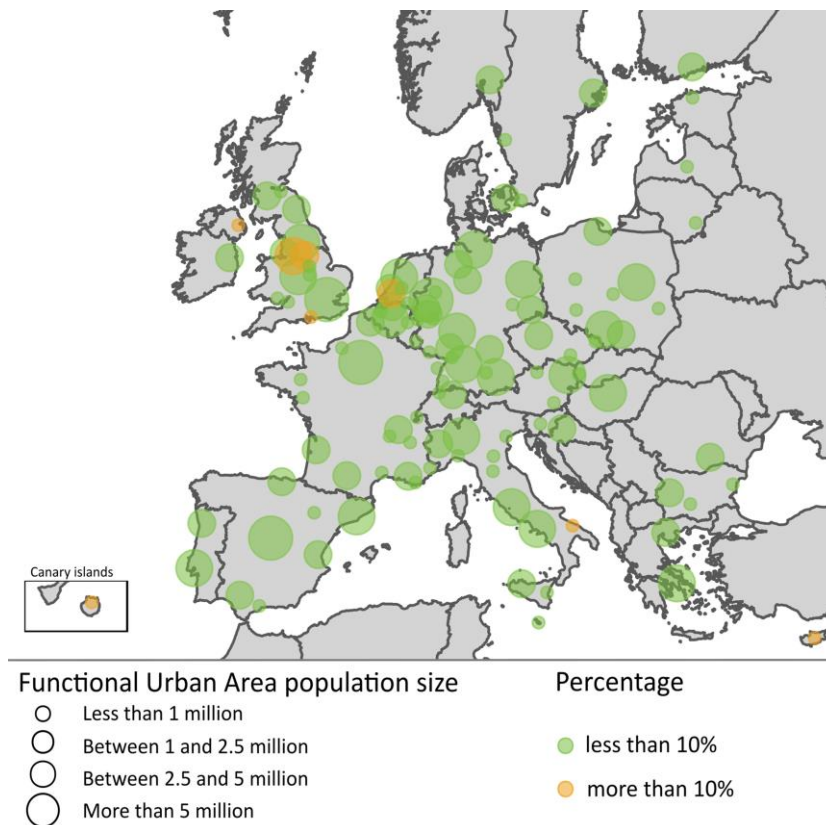 Canary islands
Functional Urban Area population size
Less than 1 million
Between 1 and 2.5 million
Between 2.5 and 5 million
More than 5 million
Percentage
less than 10%
more than 10%